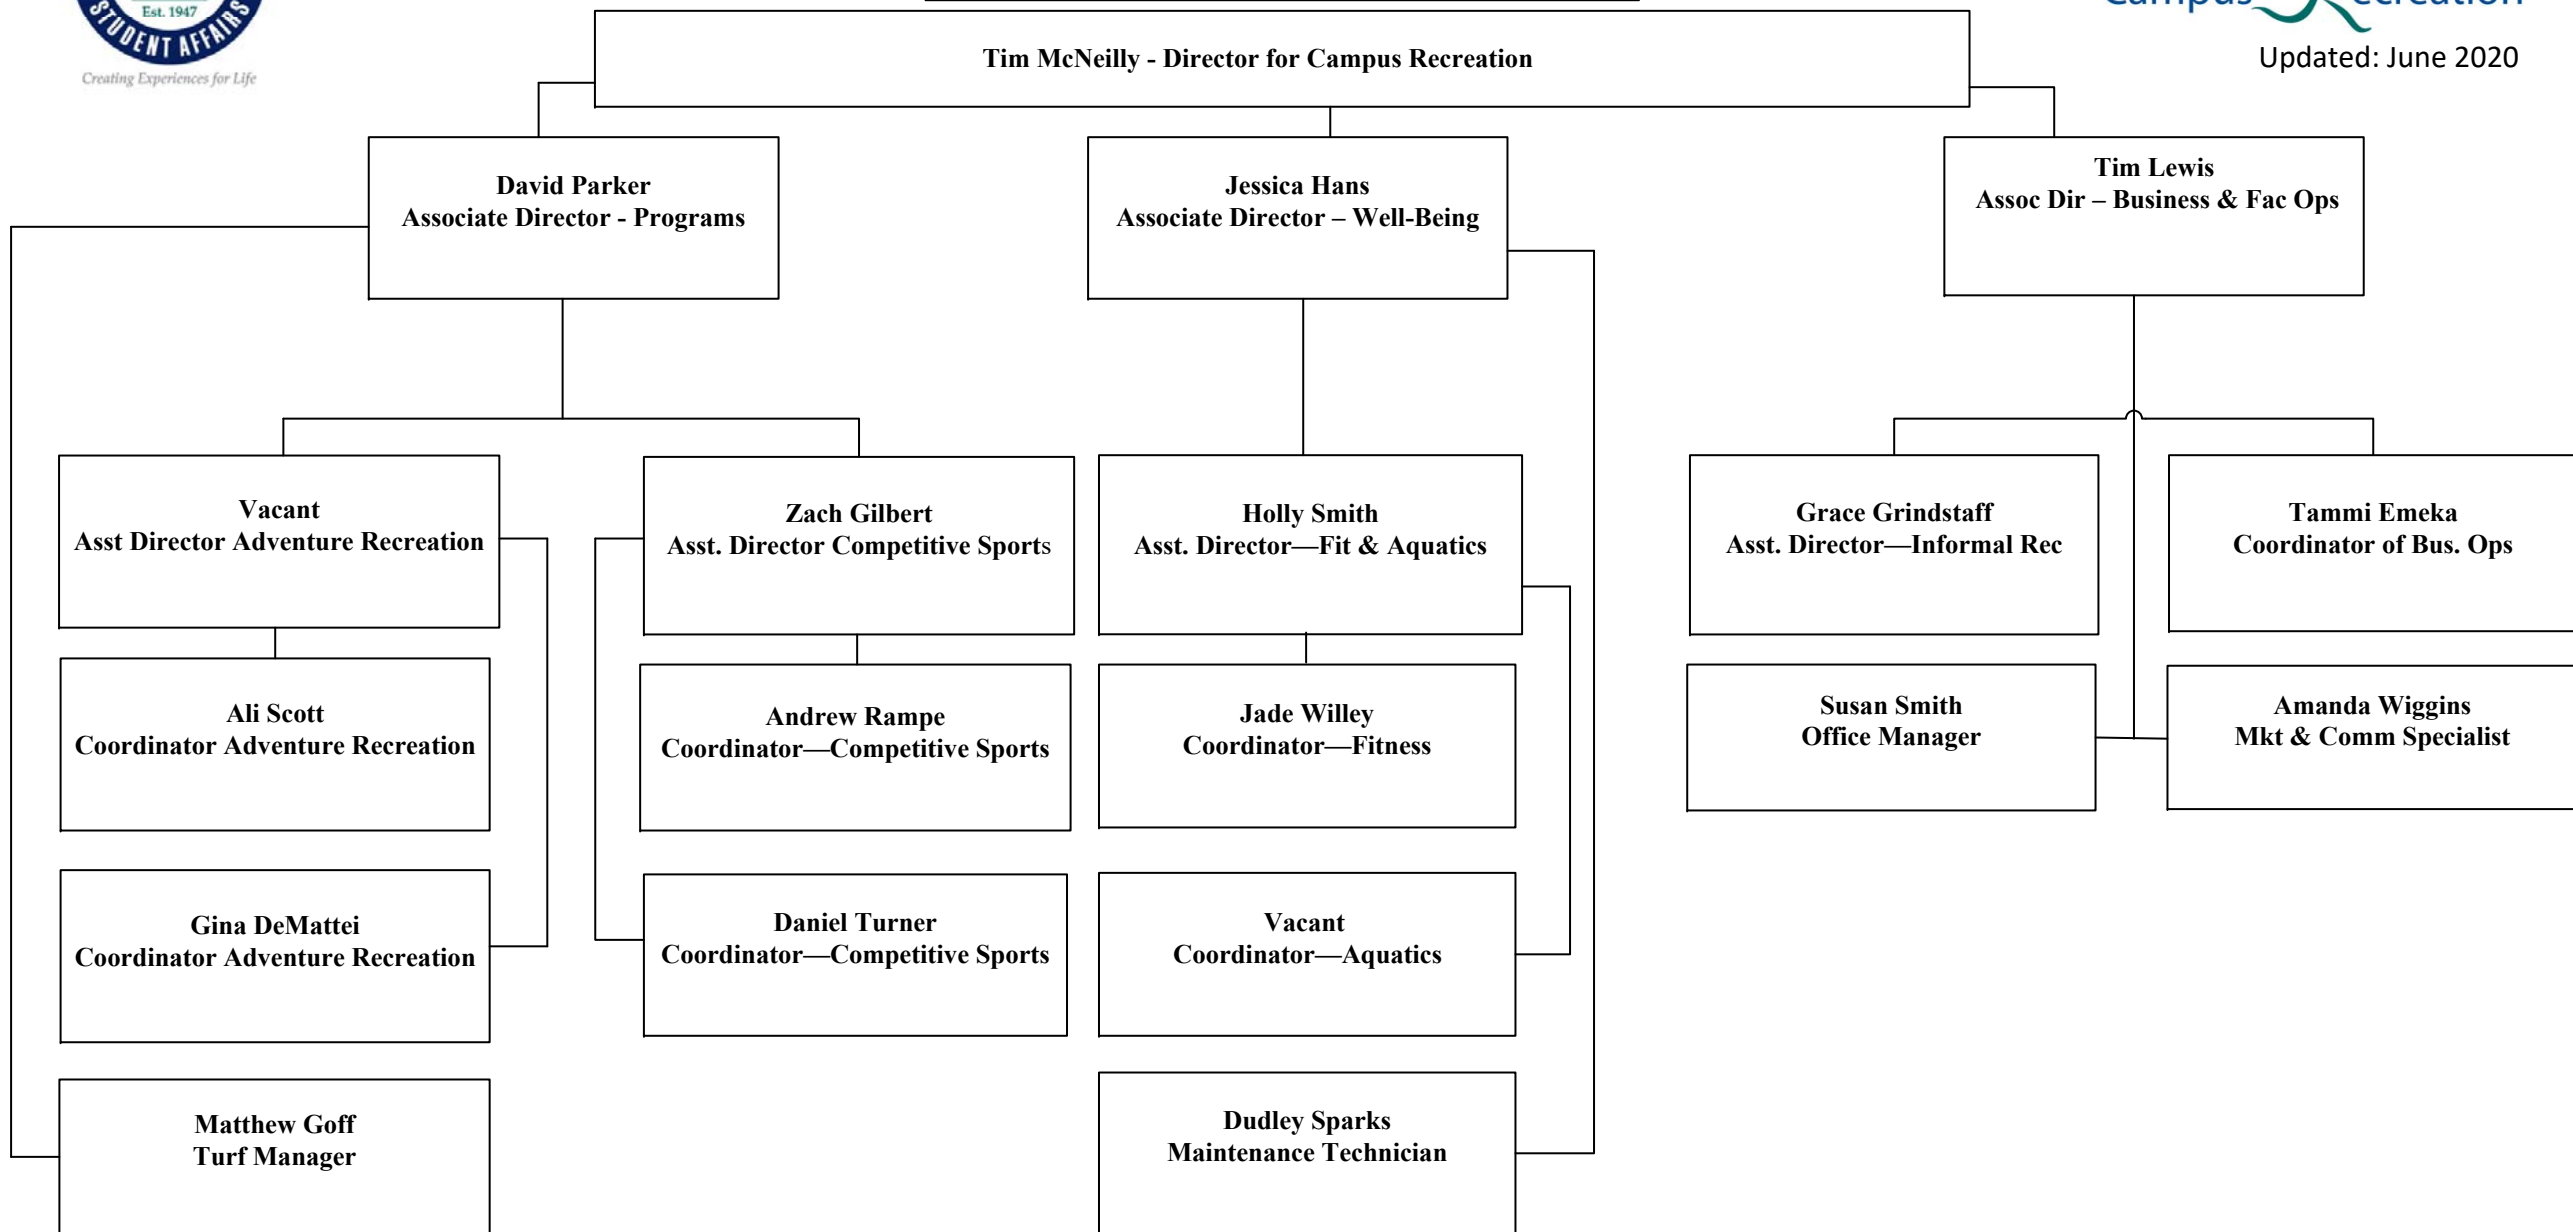 Est. 1947
STUDENT AFFAIRS
Creating Experiences for Life
Campus Recreation
Updated: June 2020
Tim McNeilly - Director for Campus Recreation
David Parker
Associate Director - Programs
Jessica Hans
Associate Director – Well-Being
Tim Lewis
Assoc Dir – Business & Fac Ops
Vacant
Asst Director Adventure Recreation
Zach Gilbert
Asst. Director Competitive Sports
Holly Smith
Asst. Director—Fit & Aquatics
Grace Grindstaff
Asst. Director—Informal Rec
Tammi Emeka
Coordinator of Bus. Ops
Ali Scott
Coordinator Adventure Recreation
Andrew Rampe
Coordinator—Competitive Sports
Jade Willey
Coordinator—Fitness
Susan Smith
Office Manager
Amanda Wiggins
Mkt & Comm Specialist
Gina DeMattei
Coordinator Adventure Recreation
Daniel Turner
Coordinator—Competitive Sports
Vacant
Coordinator—Aquatics
Matthew Goff
Turf Manager
Dudley Sparks
Maintenance Technician